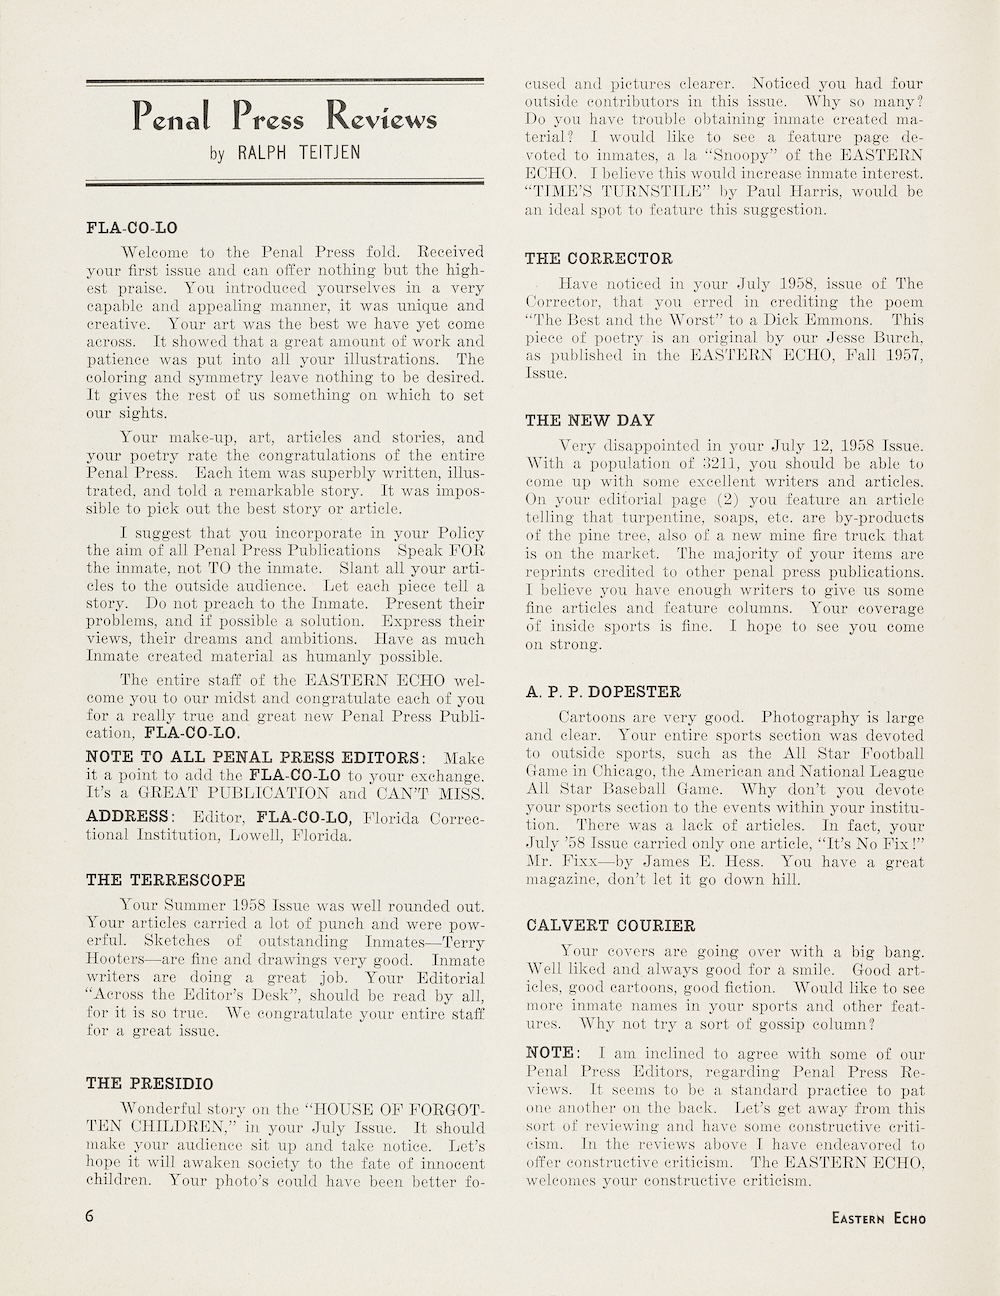 Penal Press Reviews
by RALPH TEITJEN
FLA-CO-LO
Welcome to the Penal Press fold. Received
your first issue and can offer nothing but the high-
est praise. You introduced yourselves in a very
capable and appealing manner, it was unique and
creative. Your art was the best we have yet come
across. It showed that a great amount of work and
patience was put into all your illustrations. The
coloring and symmetry leave nothing to be desired.
It gives the rest of us something on which to set
our sights.
Your make-up, art, articles and stories, and
your poetry rate the congratulations of the entire
Penal Press. Each item was superbly written, illus-
trated, and told a remarkable story. It was impos-
sible to pick out the best story or article.
I suggest that you incorporate in your Policy
the aim of all Penal Press Publications Speak FOR
the inmate, not TO the inmate. Slant all your arti-
cles to the outside audience. Let each piece tell a
story. Do not preach to the Inmate. Present their
problems, and if possible a solution. Express their
views, their dreams and ambitions. Have as much
Inmate created material as humanly possible.
The entire staff of the EASTERN ECHO wel-
come you to our midst and congratulate each of you
for a really true and great new Penal Press Publi-
cation, FLA-CO-LO.
NOTE TO ALL PENAL PRESS EDITORS: Make
it a point to add the FLA-CO-LO to your exchange.
It's a GREAT PUBLICATION and CAN'T MISS.
ADDRESS: Editor, FLA-CO-LO, Florida Correc-
tional Institution, Lowell, Florida.
THE TERRESCOPE
Your Summer 1958 Issue was well rounded out.
Your articles carried a lot of punch and were pow-
erful. Sketches of outstanding Inmates—Terry
Hooters—are fine and drawings very good. Inmate
writers are doing a great job. Your Editorial
"Across the Editor's Desk", should be read by all,
for it is so true. We congratulate your entire staff
for a great issue.
THE PRESIDIO
Wonderful story on the "HOUSE OF FORGOT-
TEN CHILDREN," in your July Issue. It should
make your audience sit up and take notice. Let's
hope it will awaken society to the fate of innocent
children. Your photo's could have been better fo-
cused and pictures clearer. Noticed you had four
outside contributors in this issue. Why so many?
Do you have trouble obtaining inmate created ma-
terial? I would like to see a feature page de-
voted to inmates, a la "Snoopy" of the EASTERN
ECHO. I believe this would increase inmate interest.
"TIME'S TURNSTILE" by Paul Harris, would be
an ideal spot to feature this suggestion.
THE CORRECTOR
Have noticed in your July 1958, issue of The
Corrector, that you erred in crediting the poem
"The Best and the Worst" to a Dick Emmons. This
piece of poetry is an original by our Jesse Burch,
as published in the EASTERN ECHO, Fall 1957,
Issue.
THE NEW DAY
Very disappointed in your July 12, 1958 Issue.
With a population of 3211, you should be able to
come up with some excellent writers and articles.
On your editorial page (2) you feature an article
telling that turpentine, soaps, etc. are by-products
of the pine tree, also of a new mine fire truck that
is on the market. The majority of your items are
reprints credited to other penal press publications.
I believe you have enough writers to give us some
fine articles and feature columns. Your coverage
of inside sports is fine. I hope to see you come
on strong.
A. P. P. DOPESTER
Cartoons are very good. Photography is large
and clear. Your entire sports section was devoted
to outside sports, such as the All Star Football
Game in Chicago, the American and National League
All Star Baseball Game. Why don't you devote
your sports section to the events within your institu-
tion. There was a lack of articles. In fact, your
July '58 Issue carried only one article, "It's No Fix!"
Mr. Fixx—by James E. Hess. You have a great
magazine, don't let it go down hill.
CALVERT COURIER
Your covers are going over with a big bang.
Well liked and always good for a smile. Good art-
icles, good cartoons, good fiction. Would like to see
more inmate names in your sports and other feat-
ures. Why not try a sort of gossip column?
NOTE: I am inclined to agree with some of our
Penal Press Editors, regarding Penal Press Re-
views. It seems to be a standard practice to pat
one another on the back. Let's get away from this
sort of reviewing and have some constructive criti-
cism. In the reviews above I have endeavored to
offer constructive criticism. The EASTERN ECHO,
welcomes your constructive criticism.
6
EASTERN ECHO